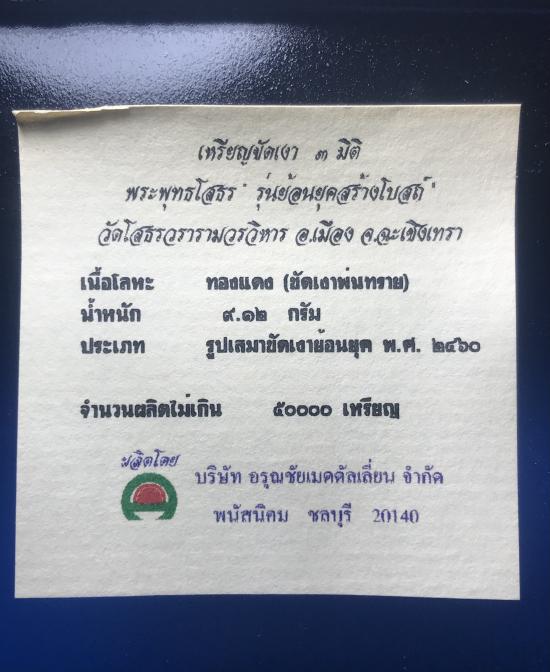 เหรียญขัดเงา ๓ มิติ
พระพุทธโสธร "รุ่นย้อนยุคสร้างโบสถ์"
วัดโสธรวรารามวรวิหาร อ.เมือง จ.ฉะเชิงเทรา
เนื้อโลหะ ทองแดง (ขัดเงาพ่นทราย)
น้ำหนัก ๙.๑๒ กรัม
ประเภท รูปเสมาขัดเงาย้อนยุค พ.ศ. ๒๔๖๐
จำนวนผลิตไม่เกิน ๕๐๐๐๐ เหรียญ
ผลิตโดย
บริษัท อรุณชัยเมดดัลเลี่ยน จำกัด
พนัสนิคม ชลบุรี 20140